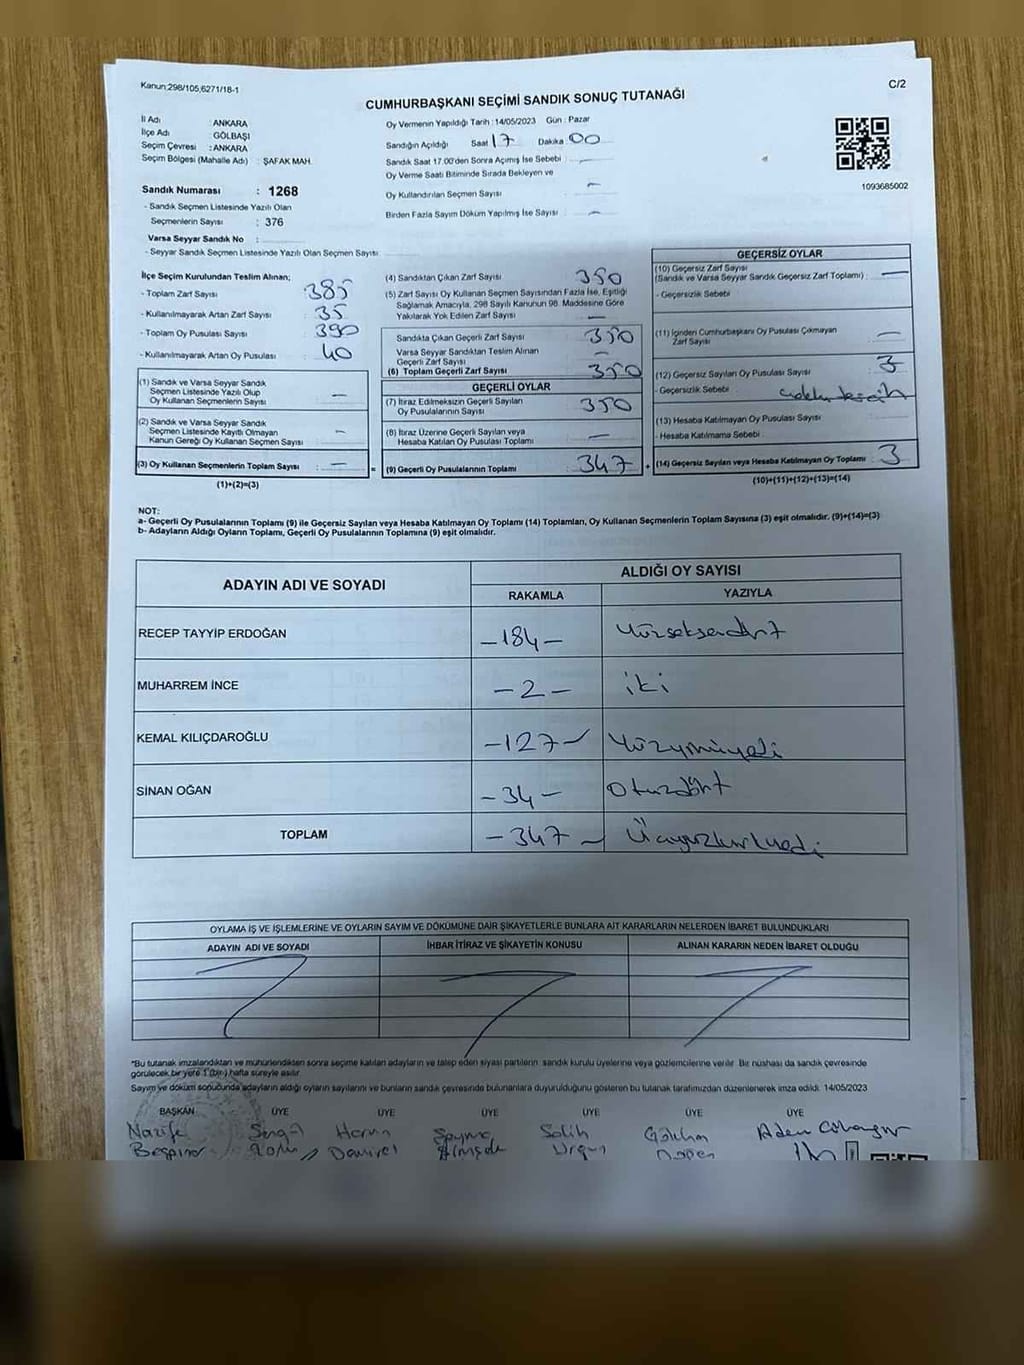 Kanun;298/105,6271/18-1
C/2
CUMHURBAŞKANI SEÇİMİ SANDIK SONUÇ TUTANAĞI
İl Adı : ANKARA
İlçe Adı GÖLBAŞI
Seçim Çevresi : ANKARA
Seçim Bölgesi (Mahalle Adı) : ŞAFAK MAH.
Sandık Numarası : 1268
- Sandık Seçmen Listesinde Yazılı Olan
Seçmenlerin Sayısı : 376
Varsa Seyyar Sandık No :
- Seyyar Sandık Seçmen Listesinde Yazılı Olan Seçmen Sayısı :
Oy Vermenin Yapıldığı Tarih : 14/05/2023 Gün : Pazar
Sandığın Açıldığı Saat 17 Dakika 00
Sandık Saat 17.00'den Sonra Açılmış İse Sebebi : —
Oy Verme Saati Bitiminde Sırada Bekleyen ve
Oy Kullandırılan Seçmen Sayısı : —
Birden Fazla Sayım Döküm Yapılmış İse Sayısı : —
1093685002
İlçe Seçim Kurulundan Teslim Alınan;
- Toplam Zarf Sayısı 385
- Kullanılmayarak Artan Zarf Sayısı : 35
- Toplam Oy Pusulası Sayısı : 390
- Kullanılmayarak Artan Oy Pusulası : 40
(1) Sandık ve Varsa Seyyar Sandık
Seçmen Listesinde Yazılı Olup
Oy Kullanan Seçmenlerin Sayısı : —
(2) Sandık ve Varsa Seyyar Sandık
Seçmen Listesinde Kayıtlı Olmayan
Kanun Gereği Oy Kullanan Seçmen Sayısı : —
(3) Oy Kullanan Seçmenlerin Toplam Sayısı : — =
(1)+(2)=(3)
(4) Sandıktan Çıkan Zarf Sayısı : 350
(5) Zarf Sayısı Oy Kullanan Seçmen Sayısından Fazla İse, Eşitliği
Sağlamak Amacıyla, 298 Sayılı Kanunun 98. Maddesine Göre
Yakılarak Yok Edilen Zarf Sayısı : —
Sandıkta Çıkan Geçerli Zarf Sayısı : 350
Varsa Seyyar Sandıktan Teslim Alınan
Geçerli Zarf Sayısı : —
(6) Toplam Geçerli Zarf Sayısı : 350
GEÇERLİ OYLAR
(7) İtiraz Edilmeksizin Geçerli Sayılan
Oy Pusulalarının Sayısı : 350
(8) İtiraz Üzerine Geçerli Sayılan veya
Hesaba Katılan Oy Pusulası Toplamı : —
(9) Geçerli Oy Pusulalarının Toplamı : 347 +
GEÇERSİZ OYLAR
(10) Geçersiz Zarf Sayısı
(Sandık ve Varsa Seyyar Sandık Geçersiz Zarf Toplamı) : —
- Geçersizlik Sebebi :
(11) İçinden Cumhurbaşkanı Oy Pusulası Çıkmayan
Zarf Sayısı : —
(12) Geçersiz Sayılan Oy Pusulası Sayısı : 3
- Geçersizlik Sebebi :
(13) Hesaba Katılmayan Oy Pusulası Sayısı :
- Hesaba Katılmama Sebebi :
(14) Geçersiz Sayılan veya Hesaba Katılmayan Oy Toplamı : 3
(10)+(11)+(12)+(13)=(14)
NOT:
a- Geçerli Oy Pusulalarının Toplamı (9) ile Geçersiz Sayılan veya Hesaba Katılmayan Oy Toplamı (14) Toplamları, Oy Kullanan Seçmenlerin Toplam Sayısına (3) eşit olmalıdır. (9)+(14)=(3)
b- Adayların Aldığı Oyların Toplamı, Geçerli Oy Pusulalarının Toplamına (9) eşit olmalıdır.
ADAYIN ADI VE SOYADI
ALDIĞI OY SAYISI
RAKAMLA YAZIYLA
RECEP TAYYİP ERDOĞAN -184- Yüzseksendört
MUHARREM İNCE -2- iki
KEMAL KILIÇDAROĞLU -127- Yüzyirmiyedi
SİNAN OĞAN -34- Otuzdört
TOPLAM -347- Üçyüzkırkyedi
OYLAMA İŞ VE İŞLEMLERİNE VE OYLARIN SAYIM VE DÖKÜMÜNE DAİR ŞİKAYETLERLE BUNLARA AİT KARARLARIN NELERDEN İBARET BULUNDUKLARI
ADAYIN ADI VE SOYADI İHBAR İTİRAZ VE ŞİKAYETİN KONUSU ALINAN KARARIN NEDEN İBARET OLDUĞU
*Bu tutanak imzalandıktan ve mühürlendikten sonra seçime katılan adayların ve talep eden siyasi partilerin sandık kurulu üyelerine veya gözlemcilerine verilir. Bir nüshası da sandık çevresinde
görülecek bir yere 1 (bir) hafta süreyle asılır.
Sayım ve döküm sonucunda adayların aldığı oyların sayılarını ve bunların sandık çevresinde bulunanlara duyurulduğunu gösteren bu tutanak tarafımızdan düzenlenerek imza edildi. 14/05/2023
BAŞKAN ÜYE ÜYE ÜYE ÜYE ÜYE ÜYE
Nazife Harun Şeyma Salih Gökhan Adem
Demirel